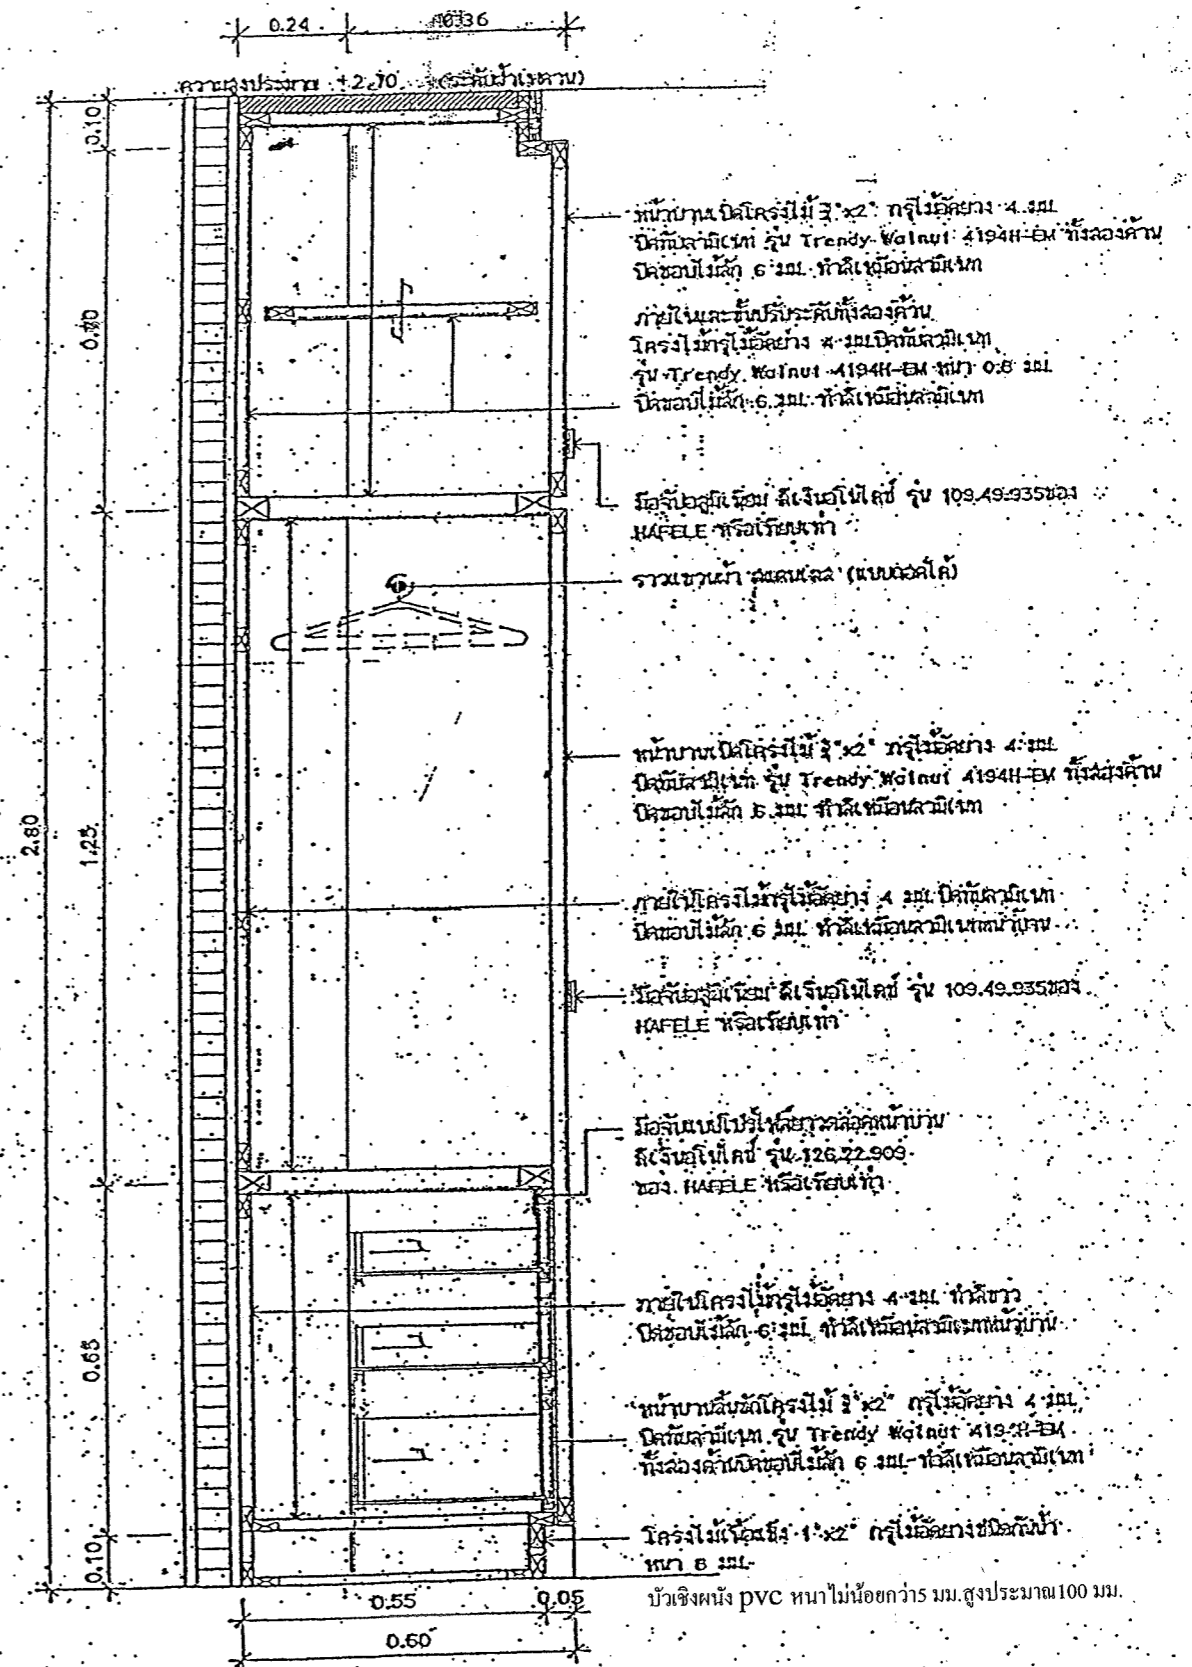 0.24
0.36
ความสูงประมาณ +2.70 (ระดับฝ้าเพดาน)
0.10
หน้าบานเปิดโครงไม้ x2" กรุไม้อัดยาง 4 มม.
ปิดทับลามิเนท รุ่น Trendy Walnut 4194H-EM ทั้งสองด้าน
ปิดขอบไม้สัก 6 มม. ทำสีเหมือนลามิเนท
ภายในและชั้นปรับระดับทั้งสองด้าน
โครงไม้กรุไม้อัดยาง 4 มม.ปิดทับลามิเนท
รุ่น Trendy Walnut 4194H-EM หนา 0.8 มม.
ปิดขอบไม้สัก 6 มม. ทำสีเหมือนลามิเนท
มือจับอลูมิเนียม สีเงินอโนไดซ์ รุ่น 109.49.935ของ
HAFELE หรือเทียบเท่า
ราวแขวนผ้า สแตนเลส (แบบถอดได้)
หน้าบานเปิดโครงไม้ x2" กรุไม้อัดยาง 4 มม.
ปิดทับลามิเนท รุ่น Trendy Walnut 4194H-EM ทั้งสองด้าน
ปิดขอบไม้สัก 6 มม. ทำสีเหมือนลามิเนท
2.80
1.25
ภายในโครงไม้กรุไม้อัดยาง 4 มม. ปิดทับลามิเนท
ปิดขอบไม้สัก 6 มม. ทำสีเหมือนลามิเนทหน้าบาน
มือจับอลูมิเนียม สีเงินอโนไดซ์ รุ่น 109.49.935ของ
HAFELE หรือเทียบเท่า
มือจับแบบโปรไฟล์ยาวตลอดหน้าบาน
สีเงินอโนไดซ์ รุ่น 126.22.909
ของ HAFELE หรือเทียบเท่า
ภายในโครงไม้กรุไม้อัดยาง 4 มม. ทำสีขาว
ปิดขอบไม้สัก 6 มม. ทำสีเหมือนลามิเนทหน้าบาน
0.65
หน้าบานลิ้นชักโครงไม้ x2" กรุไม้อัดยาง 4 มม.
ปิดทับลามิเนท รุ่น Trendy Walnut 4194H-EM
ทั้งสองด้านปิดขอบไม้สัก 6 มม. ทำสีเหมือนลามิเนท
0.10
โครงไม้เนื้อแข็ง 1"x2" กรุไม้อัดยางชนิดกันน้ำ
หนา 6 มม.
บัวเชิงผนัง pvc หนาไม่น้อยกว่า5 มม.สูงประมาณ100 มม.
0.55
0.05
0.60